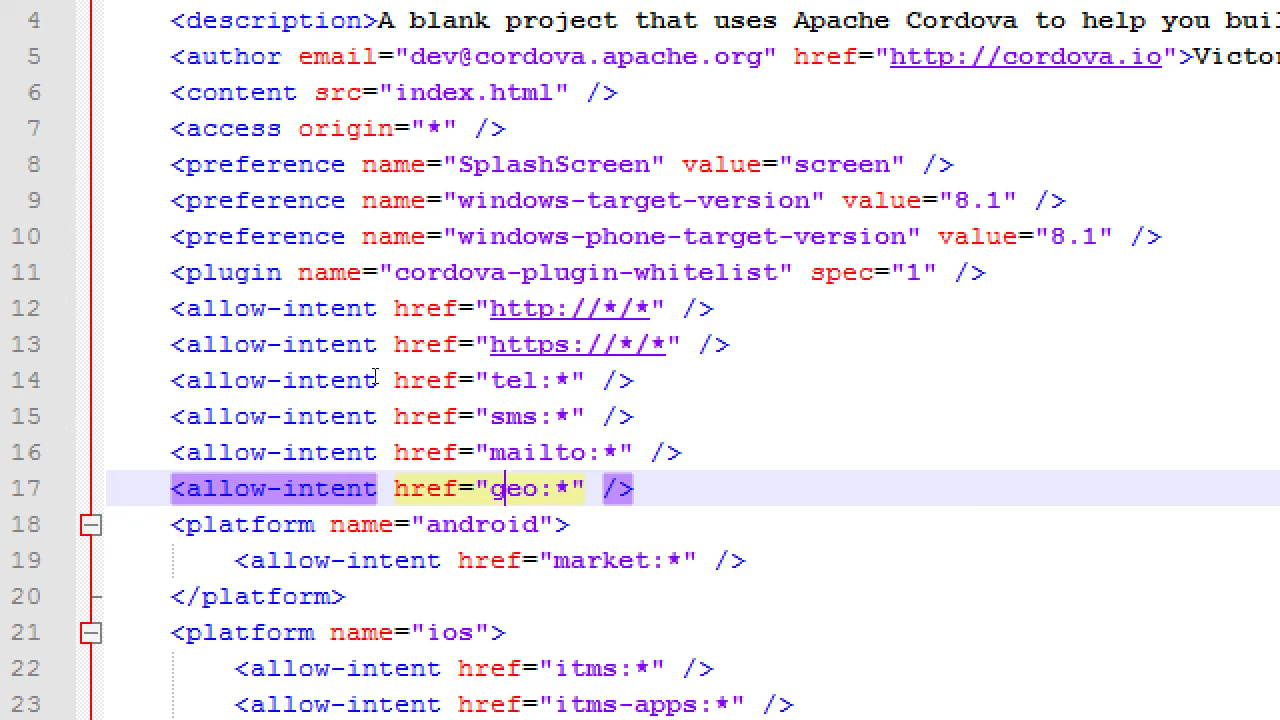 4 <description>A blank project that uses Apache Cordova to help you
5 <author email="dev@cordova.apache.org" href="http://cordova.io">
6 <content src="index.html" />
7 <access origin="*" />
8 <preference name="SplashScreen" value="screen" />
9 <preference name="windows-target-version" value="8.1" />
10 <preference name="windows-phone-target-version" value="8.1" />
11 <plugin name="cordova-plugin-whitelist" spec="1" />
12 <allow-intent href="http://*/*" />
13 <allow-intent href="https://*/*" />
14 <allow-intent href="tel:*" />
15 <allow-intent href="sms:*" />
16 <allow-intent href="mailto:*" />
17 <allow-intent href="geo:*" />
18 <platform name="android">
19 <allow-intent href="market:*" />
20 </platform>
21 <platform name="ios">
22 <allow-intent href="itms:*" />
23 <allow-intent href="itms-apps:*" />